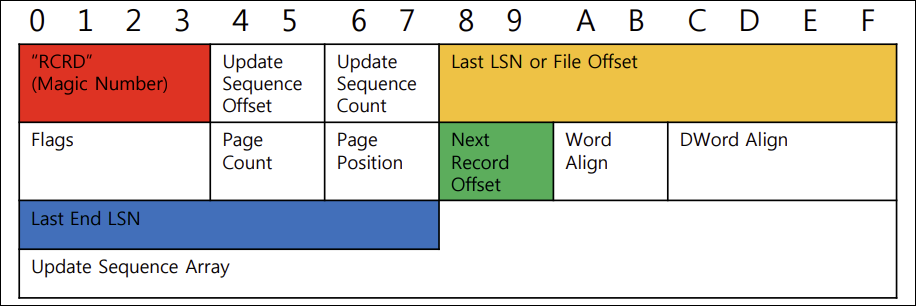 0 1 2 3 4 5 6 7 8 9 A B C D E F
"RCRD"
(Magic Number)
Update
Sequence
Offset
Update
Sequence
Count
Last LSN or File Offset
Flags
Page
Count
Page
Position
Next
Record
Offset
Word
Align
DWord Align
Last End LSN
Update Sequence Array